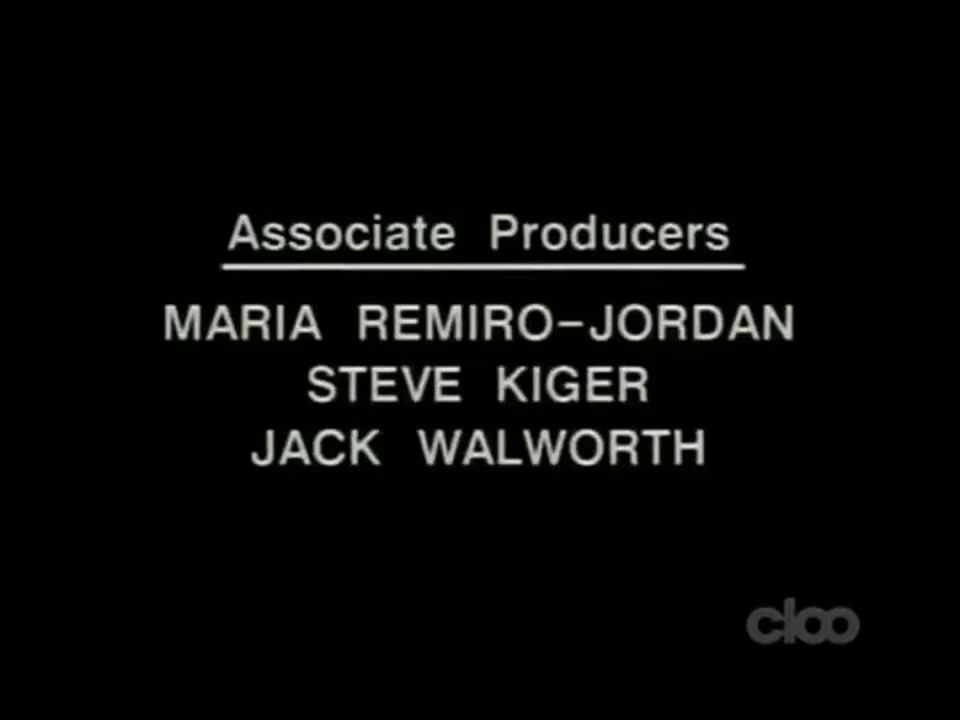 Associate Producers
MARIA REMIRO-JORDAN
STEVE KIGER
JACK WALWORTH
cloo